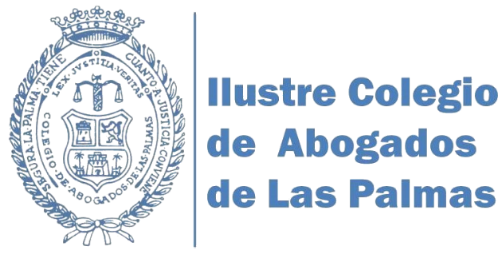 SEGURA LA PALMA TIENE CUANTO A JUSTICIA CONVIENE
LEX · JVSTITIA · VERITAS
COLEGIO · DE · ABOGADOS DE LAS PALMAS
Ilustre Colegio
de Abogados
de Las Palmas